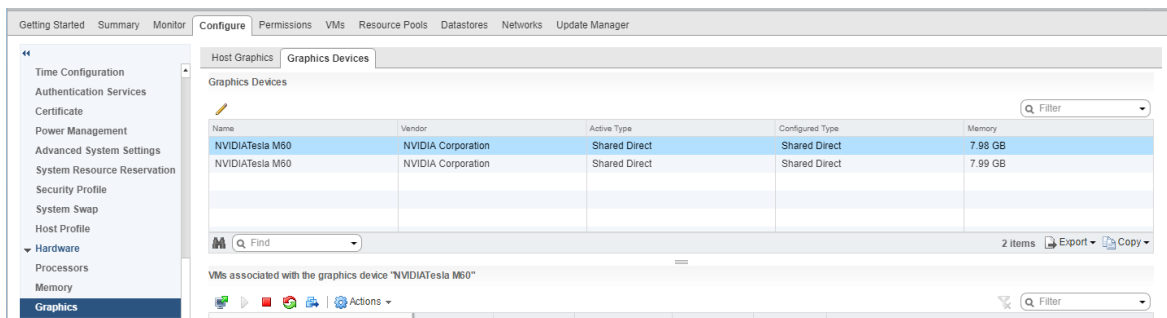 Getting Started Summary Monitor Configure Permissions VMs Resource Pools Datastores Networks Update Manager
Time Configuration
Authentication Services
Certificate
Power Management
Advanced System Settings
System Resource Reservation
Security Profile
System Swap
Host Profile
Hardware
Processors
Memory
Graphics
Host Graphics Graphics Devices
Graphics Devices
Filter
Name Vendor Active Type Configured Type Memory
NVIDIATesla M60 NVIDIA Corporation Shared Direct Shared Direct 7.98 GB
NVIDIATesla M60 NVIDIA Corporation Shared Direct Shared Direct 7.99 GB
Find 2 items Export Copy
VMs associated with the graphics device "NVIDIATesla M60"
Actions Filter